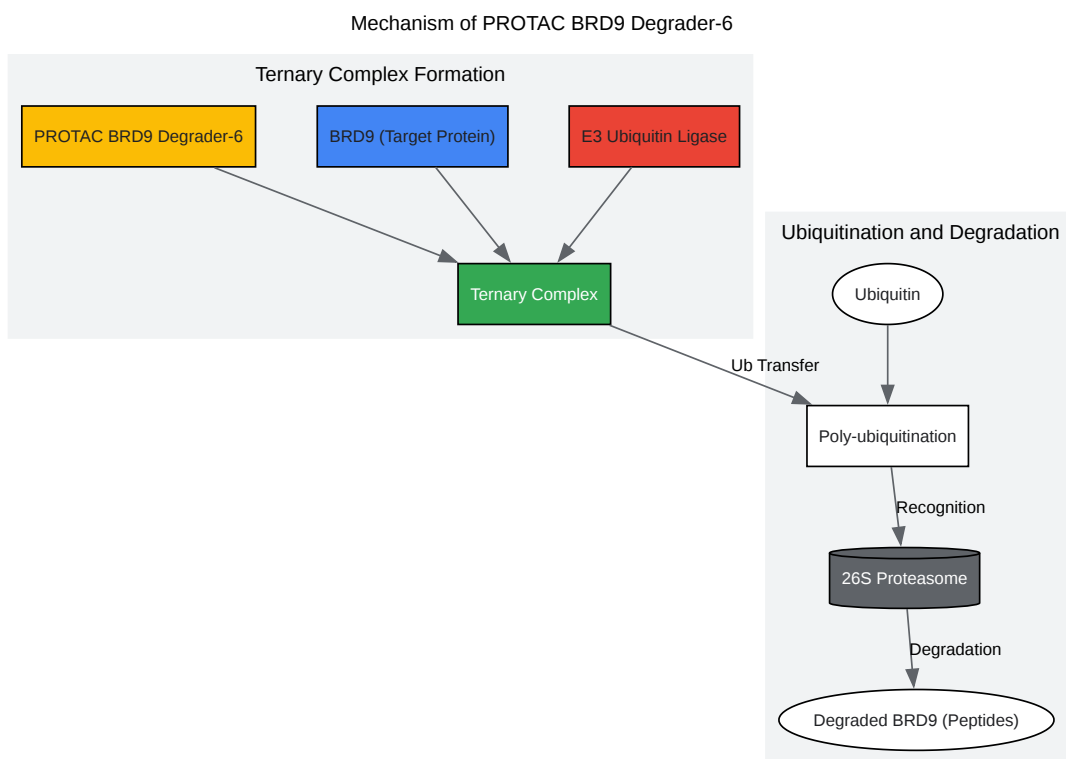 Mechanism of PROTAC BRD9 Degrader-6
Ternary Complex Formation
PROTAC BRD9 Degrader-6
BRD9 (Target Protein)
E3 Ubiquitin Ligase
Ternary Complex
Ubiquitination and Degradation
Ubiquitin
Ub Transfer
Poly-ubiquitination
Recognition
26S Proteasome
Degradation
Degraded BRD9 (Peptides)